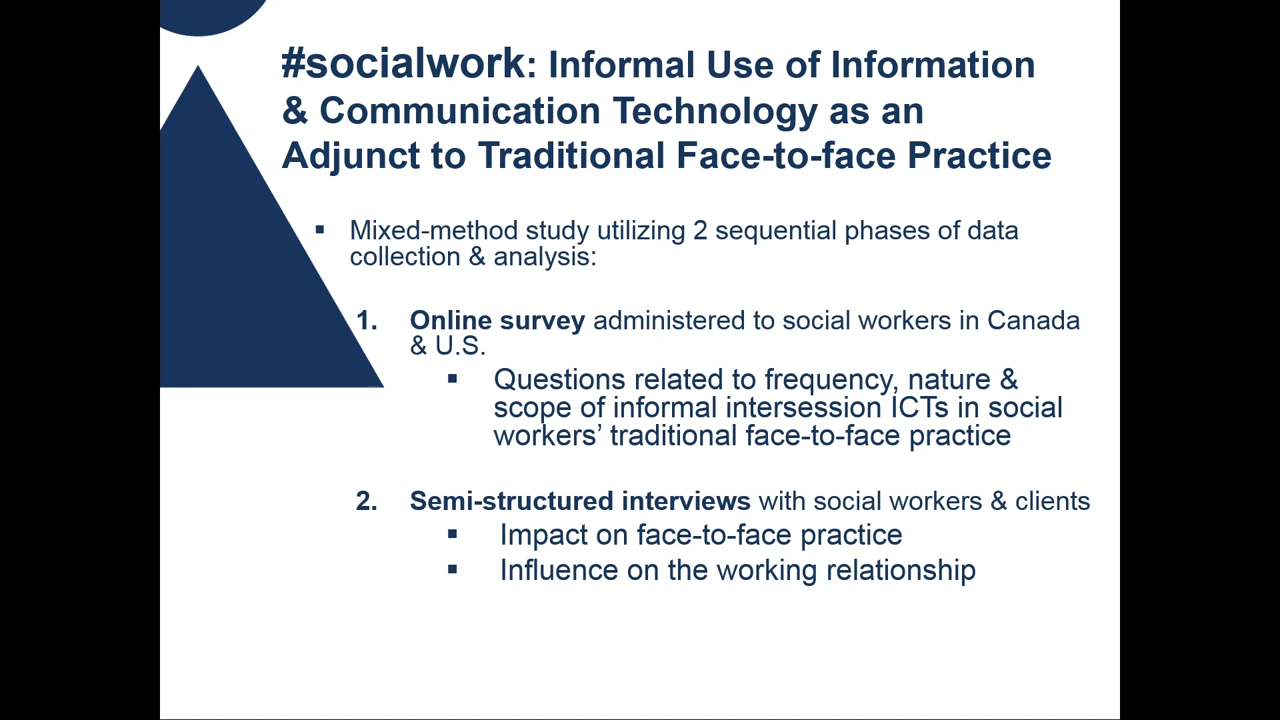 #socialwork: Informal Use of Information
& Communication Technology as an
Adjunct to Traditional Face-to-face Practice
▪ Mixed-method study utilizing 2 sequential phases of data
collection & analysis:
1. Online survey administered to social workers in Canada
& U.S.
▪ Questions related to frequency, nature &
scope of informal intersession ICTs in social
workers’ traditional face-to-face practice
2. Semi-structured interviews with social workers & clients
▪ Impact on face-to-face practice
▪ Influence on the working relationship